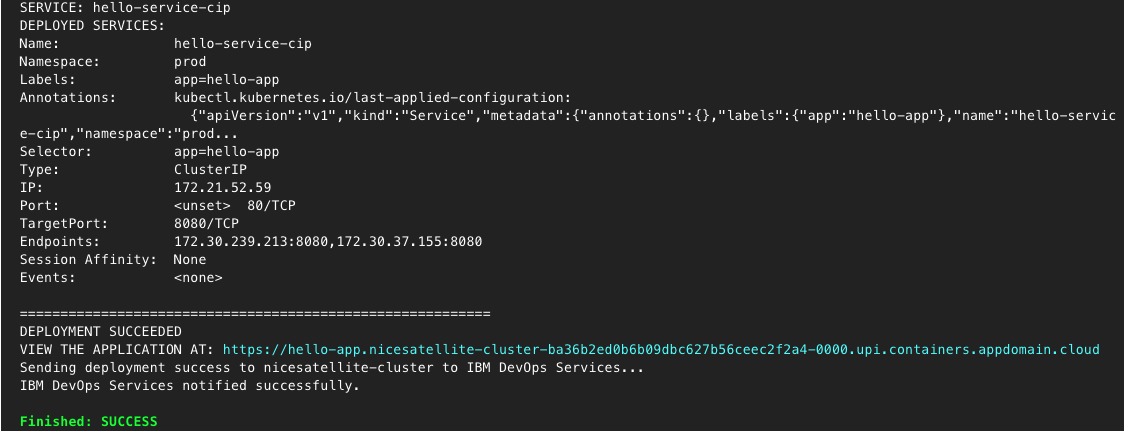 SERVICE: hello-service-cip
DEPLOYED SERVICES:
Name:              hello-service-cip
Namespace:         prod
Labels:            app=hello-app
Annotations:       kubectl.kubernetes.io/last-applied-configuration:
                     {"apiVersion":"v1","kind":"Service","metadata":{"annotations":{},"labels":{"app":"hello-app"},"name":"hello-servic
e-cip","namespace":"prod...
Selector:          app=hello-app
Type:              ClusterIP
IP:                172.21.52.59
Port:              <unset>  80/TCP
TargetPort:        8080/TCP
Endpoints:         172.30.239.213:8080,172.30.37.155:8080
Session Affinity:  None
Events:            <none>
==========================================================
DEPLOYMENT SUCCEEDED
VIEW THE APPLICATION AT: https://hello-app.nicesatellite-cluster-ba36b2ed0b6b09dbc627b56ceec2f2a4-0000.upi.containers.appdomain.cloud
Sending deployment success to nicesatellite-cluster to IBM DevOps Services...
IBM DevOps Services notified successfully.
Finished: SUCCESS